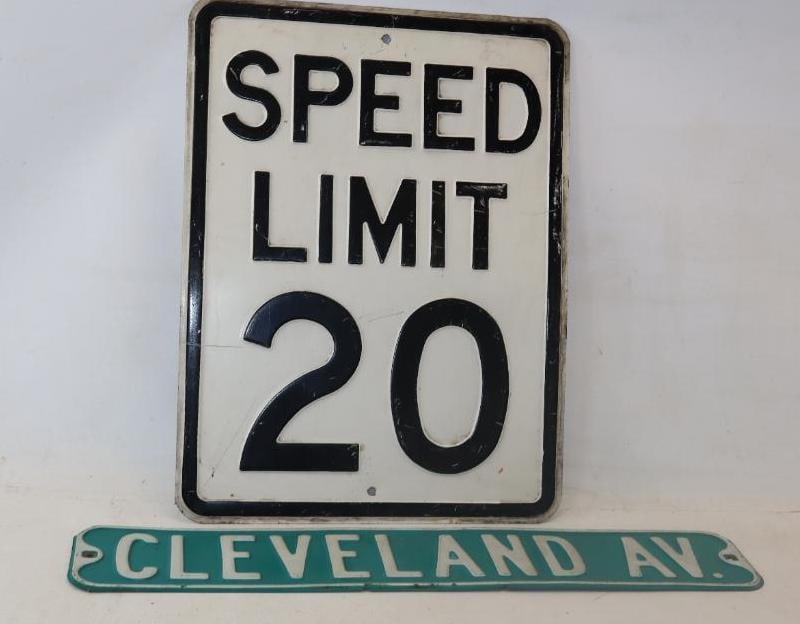 SPEED
LIMIT
20
CLEVELAND AV.